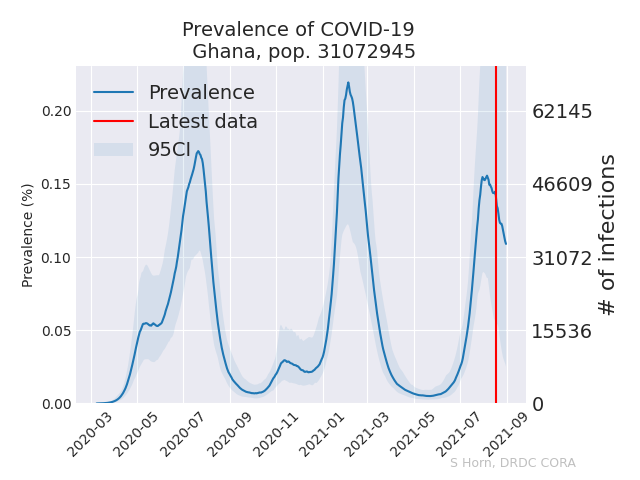 Prevalence of COVID-19
Ghana, pop. 31072945
Prevalence
Latest data
95CI
Prevalence (%)
0.20
0.15
0.10
0.05
0.00
62145
46609
31072
15536
0
# of infections
2020-03
2020-05
2020-07
2020-09
2020-11
2021-01
2021-03
2021-05
2021-07
2021-09
S Horn, DRDC CORA